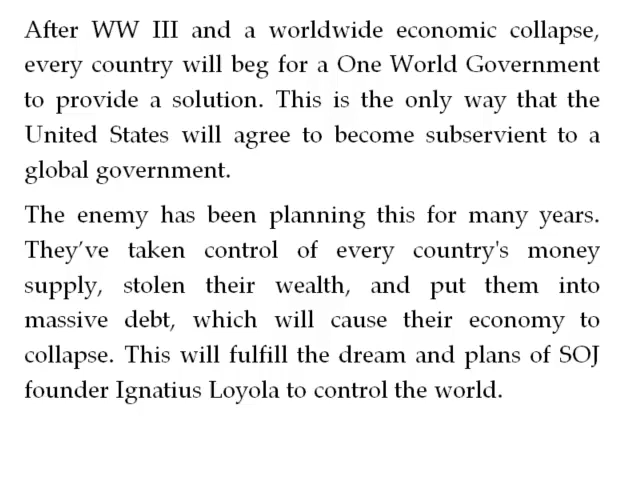 After WW III and a worldwide economic collapse,
every country will beg for a One World Government
to provide a solution. This is the only way that the
United States will agree to become subservient to a
global government.
The enemy has been planning this for many years.
They’ve taken control of every country's money
supply, stolen their wealth, and put them into
massive debt, which will cause their economy to
collapse. This will fulfill the dream and plans of SOJ
founder Ignatius Loyola to control the world.